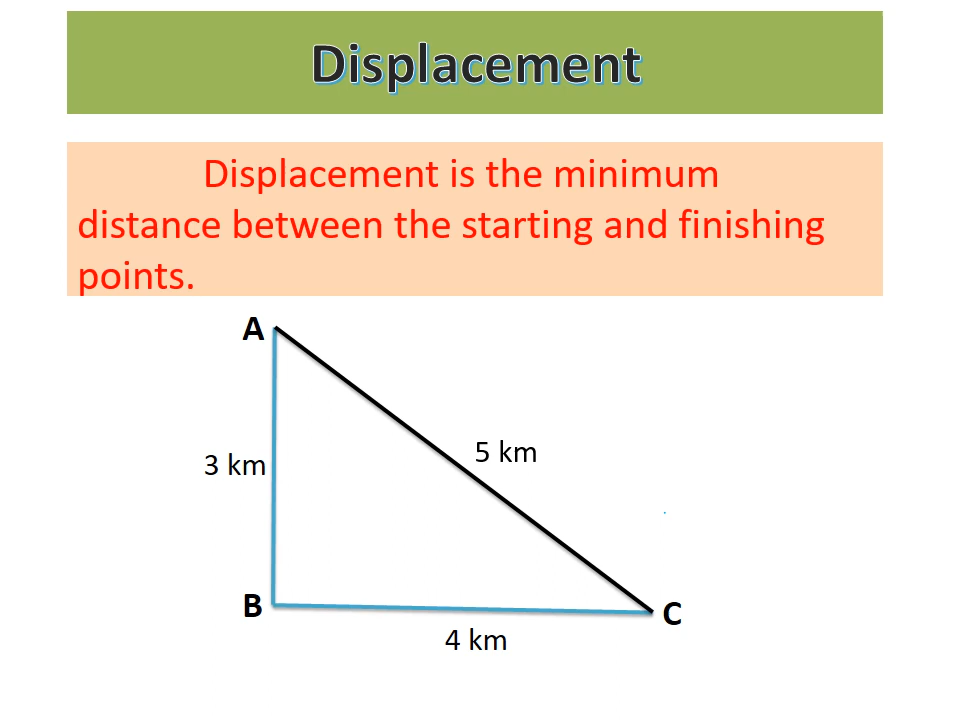 Displacement
Displacement is the minimum
distance between the starting and finishing
points.
A
5 km
3 km
B
C
4 km